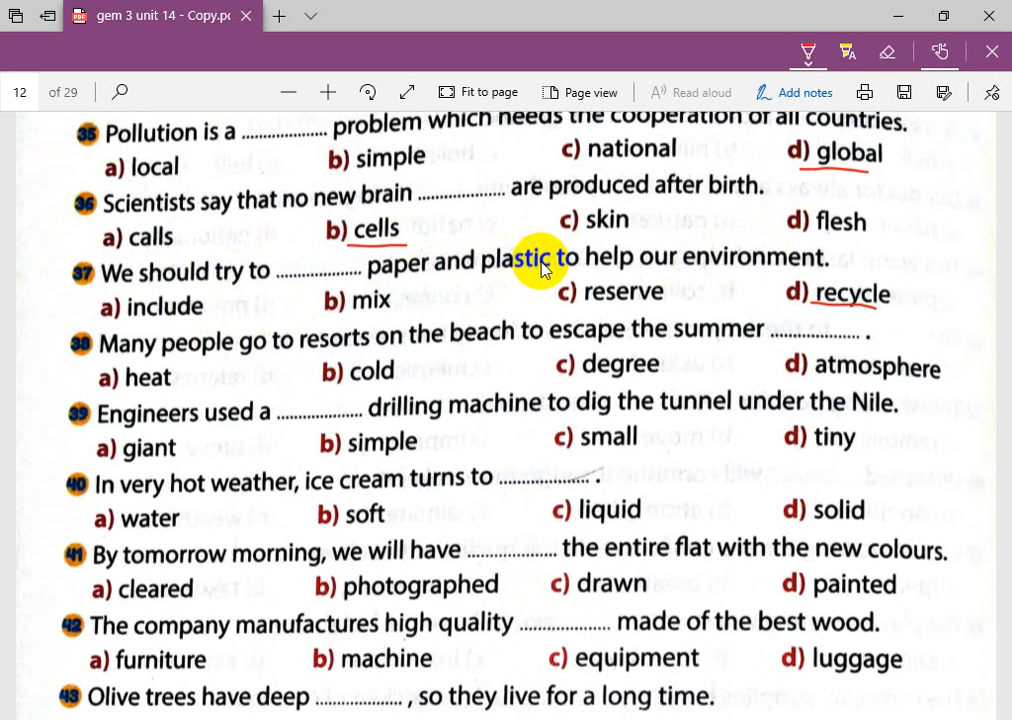 gem 3 unit 14 - Copy.pc
12 of 29 Fit to page Page view Read aloud Add notes
35 Pollution is a ................ problem which needs the cooperation of all countries.
a) local b) simple c) national d) global
36 Scientists say that no new brain ................ are produced after birth.
a) calls b) cells c) skin d) flesh
37 We should try to ................ paper and plastic to help our environment.
a) include b) mix c) reserve d) recycle
38 Many people go to resorts on the beach to escape the summer ................ .
a) heat b) cold c) degree d) atmosphere
39 Engineers used a ................ drilling machine to dig the tunnel under the Nile.
a) giant b) simple c) small d) tiny
40 In very hot weather, ice cream turns to ................ .
a) water b) soft c) liquid d) solid
41 By tomorrow morning, we will have ................ the entire flat with the new colours.
a) cleared b) photographed c) drawn d) painted
42 The company manufactures high quality ................ made of the best wood.
a) furniture b) machine c) equipment d) luggage
43 Olive trees have deep ................ , so they live for a long time.